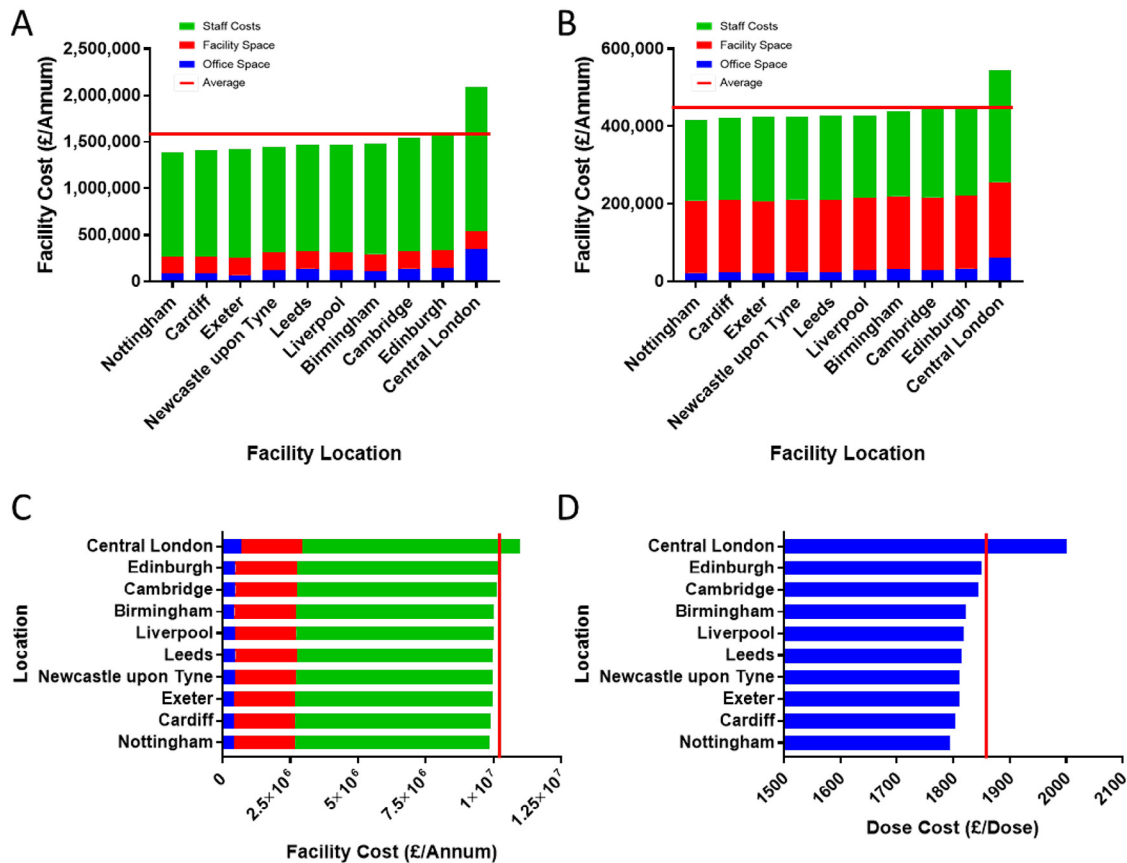 A
Staff Costs
Facility Space
Office Space
Average
2,500,000
2,000,000
1,500,000
1,000,000
500,000
0
Facility Cost (£/Annum)
Nottingham
Cardiff
Exeter
Newcastle upon Tyne
Leeds
Liverpool
Birmingham
Cambridge
Edinburgh
Central London
Facility Location
B
Staff Costs
Facility Space
Office Space
Average
600,000
400,000
200,000
0
Facility Cost (£/Annum)
Nottingham
Cardiff
Exeter
Newcastle upon Tyne
Leeds
Liverpool
Birmingham
Cambridge
Edinburgh
Central London
Facility Location
C
Location
Central London
Edinburgh
Cambridge
Birmingham
Liverpool
Leeds
Newcastle upon Tyne
Exeter
Cardiff
Nottingham
0
2.5×10⁶
5×10⁶
7.5×10⁶
1×10⁷
1.25×10⁷
Facility Cost (£/Annum)
D
Location
Central London
Edinburgh
Cambridge
Birmingham
Liverpool
Leeds
Newcastle upon Tyne
Exeter
Cardiff
Nottingham
1500
1600
1700
1800
1900
2000
2100
Dose Cost (£/Dose)